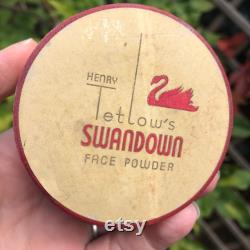 HENRY
Tetlow's
SWANDOWN
FACE POWDER
etsy